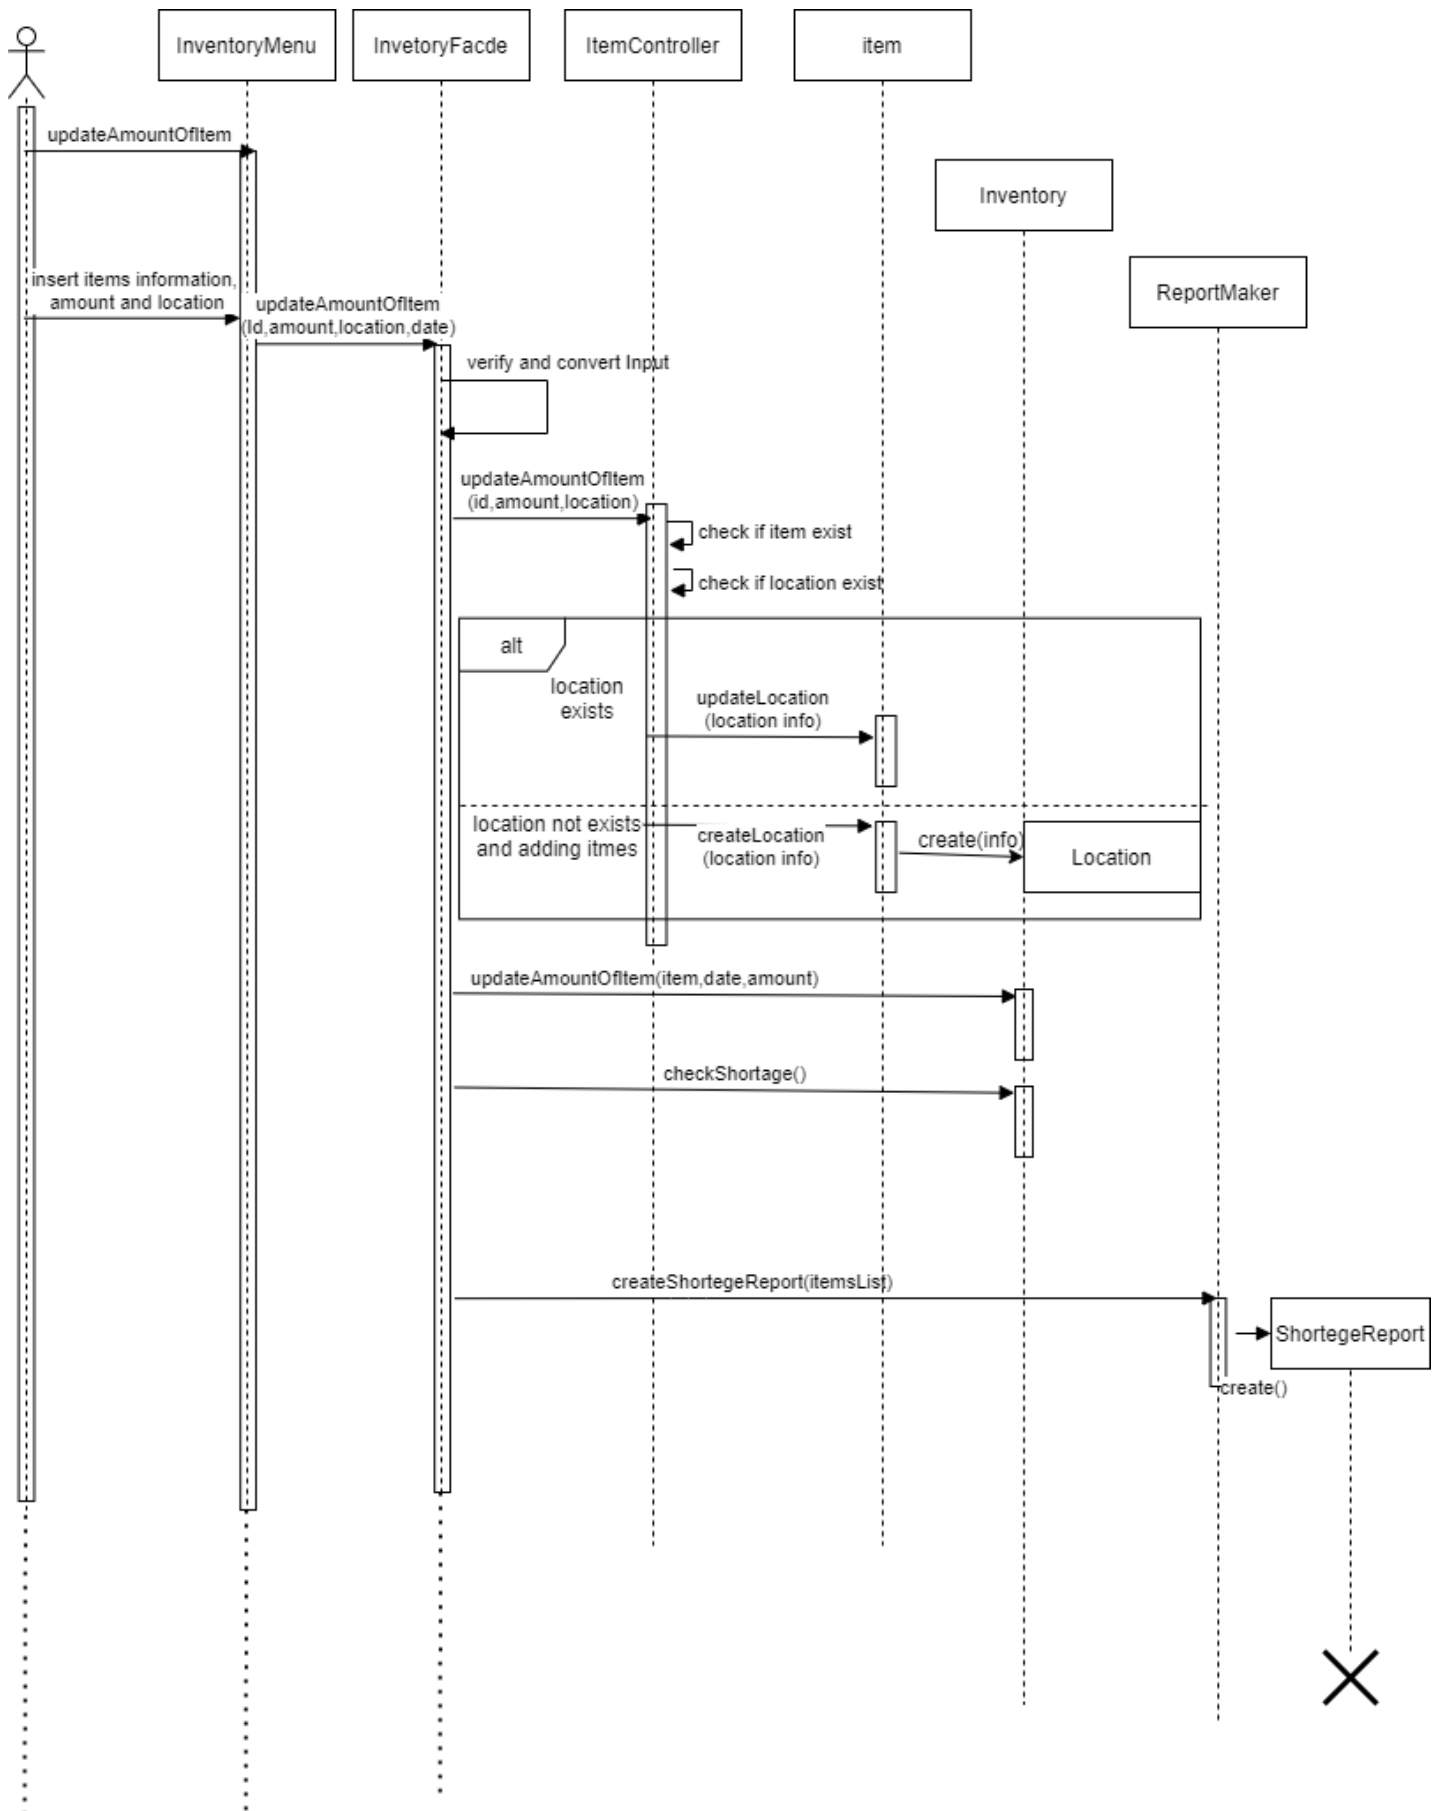 InventoryMenu
InvetoryFacde
ItemController
item
updateAmountOfItem
Inventory
ReportMaker
insert items information,
amount and location
updateAmountOfItem
(Id,amount,location,date)
verify and convert Input
updateAmountOfItem
(id,amount,location)
check if item exist
check if location exist
alt
location
exists
updateLocation
(location info)
location not exists
and adding itmes
createLocation
(location info)
create(info)
Location
updateAmountOfItem(item,date,amount)
checkShortage()
createShortegeReport(itemsList)
ShortegeReport
create()